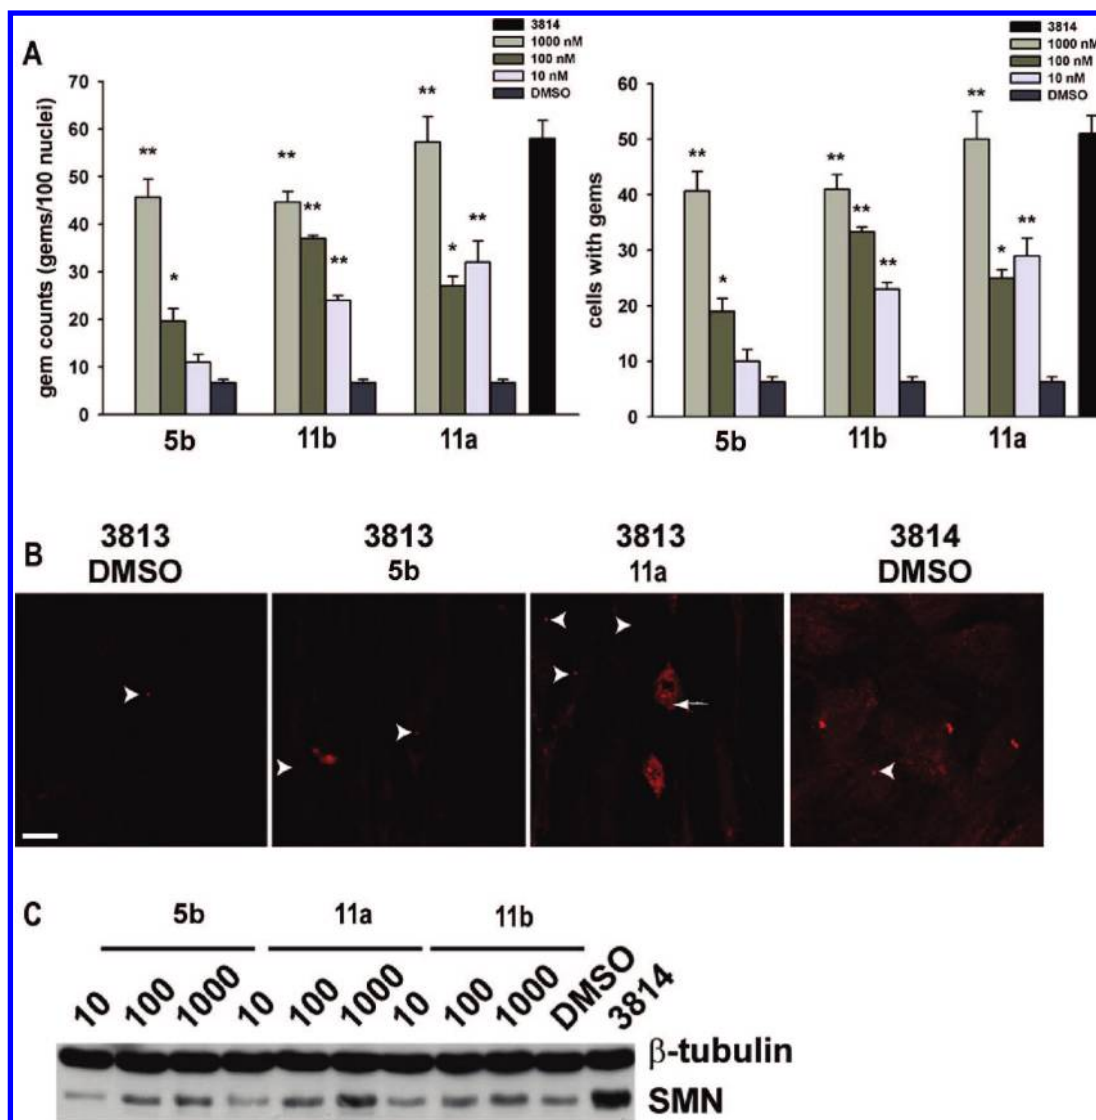 A
3814
1000 nM
100 nM
10 nM
DMSO
gem counts (gems/100 nuclei)
70
60
50
40
30
20
10
0
**
*
**
**
**
**
*
**
5b
11b
11a
3814
1000 nM
100 nM
10 nM
DMSO
cells with gems
60
50
40
30
20
10
0
**
*
**
**
**
**
*
**
5b
11b
11a
B
3813
DMSO
3813
5b
3813
11a
3814
DMSO
C
5b
11a
11b
10
100
1000
10
100
1000
10
100
1000
DMSO
3814
β-tubulin
SMN